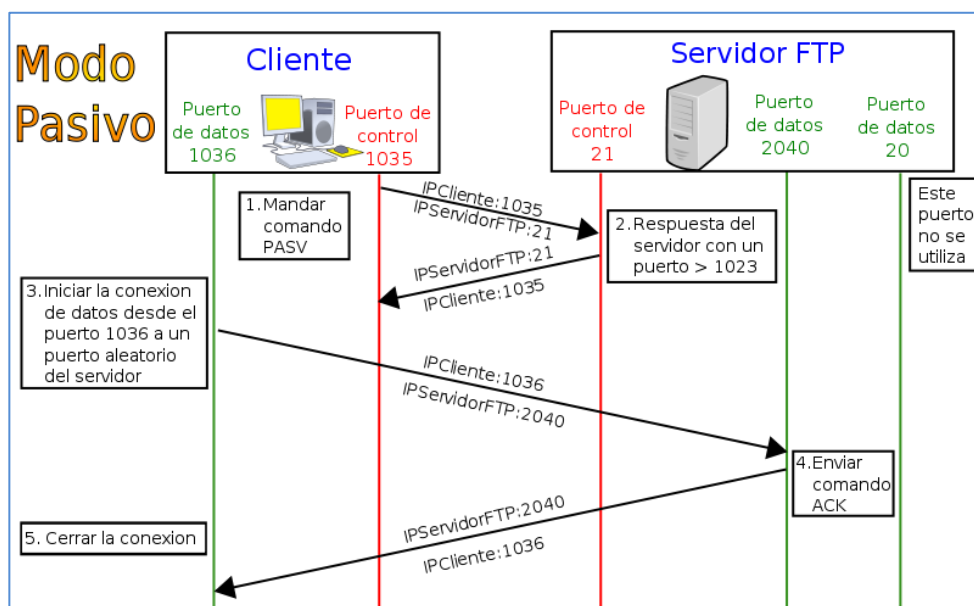 Modo
Pasivo
Cliente
Puerto
de datos
1036
Puerto de
control
1035
Servidor FTP
Puerto de
control
21
Puerto
de datos
2040
Puerto
de datos
20
1.Mandar
comando
PASV
IPCliente:1035
IPServidorFTP:21
2.Respuesta del
servidor con un
puerto > 1023
Este
puerto
no se
utiliza
IPServidorFTP:21
IPCliente:1035
3.Iniciar la conexion
de datos desde el
puerto 1036 a un
puerto aleatorio
del servidor
IPCliente:1036
IPServidorFTP:2040
4.Enviar
comando
ACK
IPServidorFTP:2040
IPCliente:1036
5. Cerrar la conexion